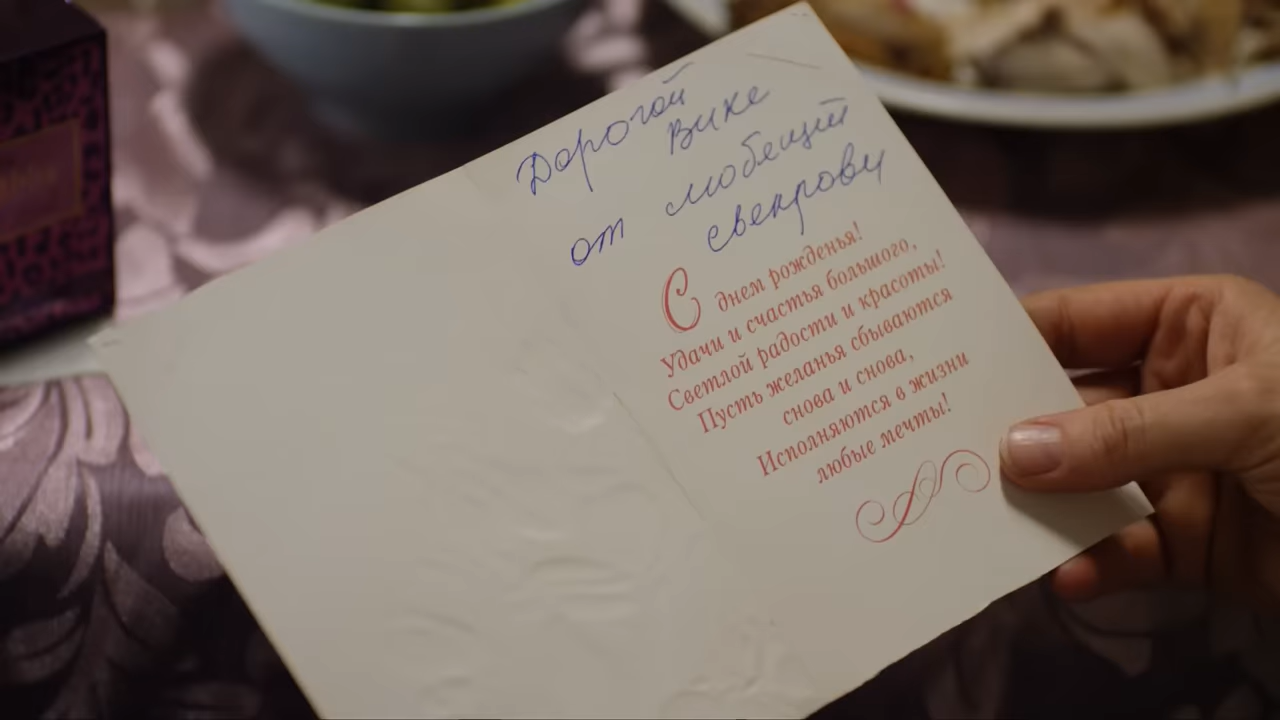 Дорогой
Вике
от любящий
свекрови
С днем рожденья!
Удачи и счастья большого,
Светлой радости и красоты!
Пусть желанья сбываются
снова и снова,
Исполняются в жизни
любые мечты!